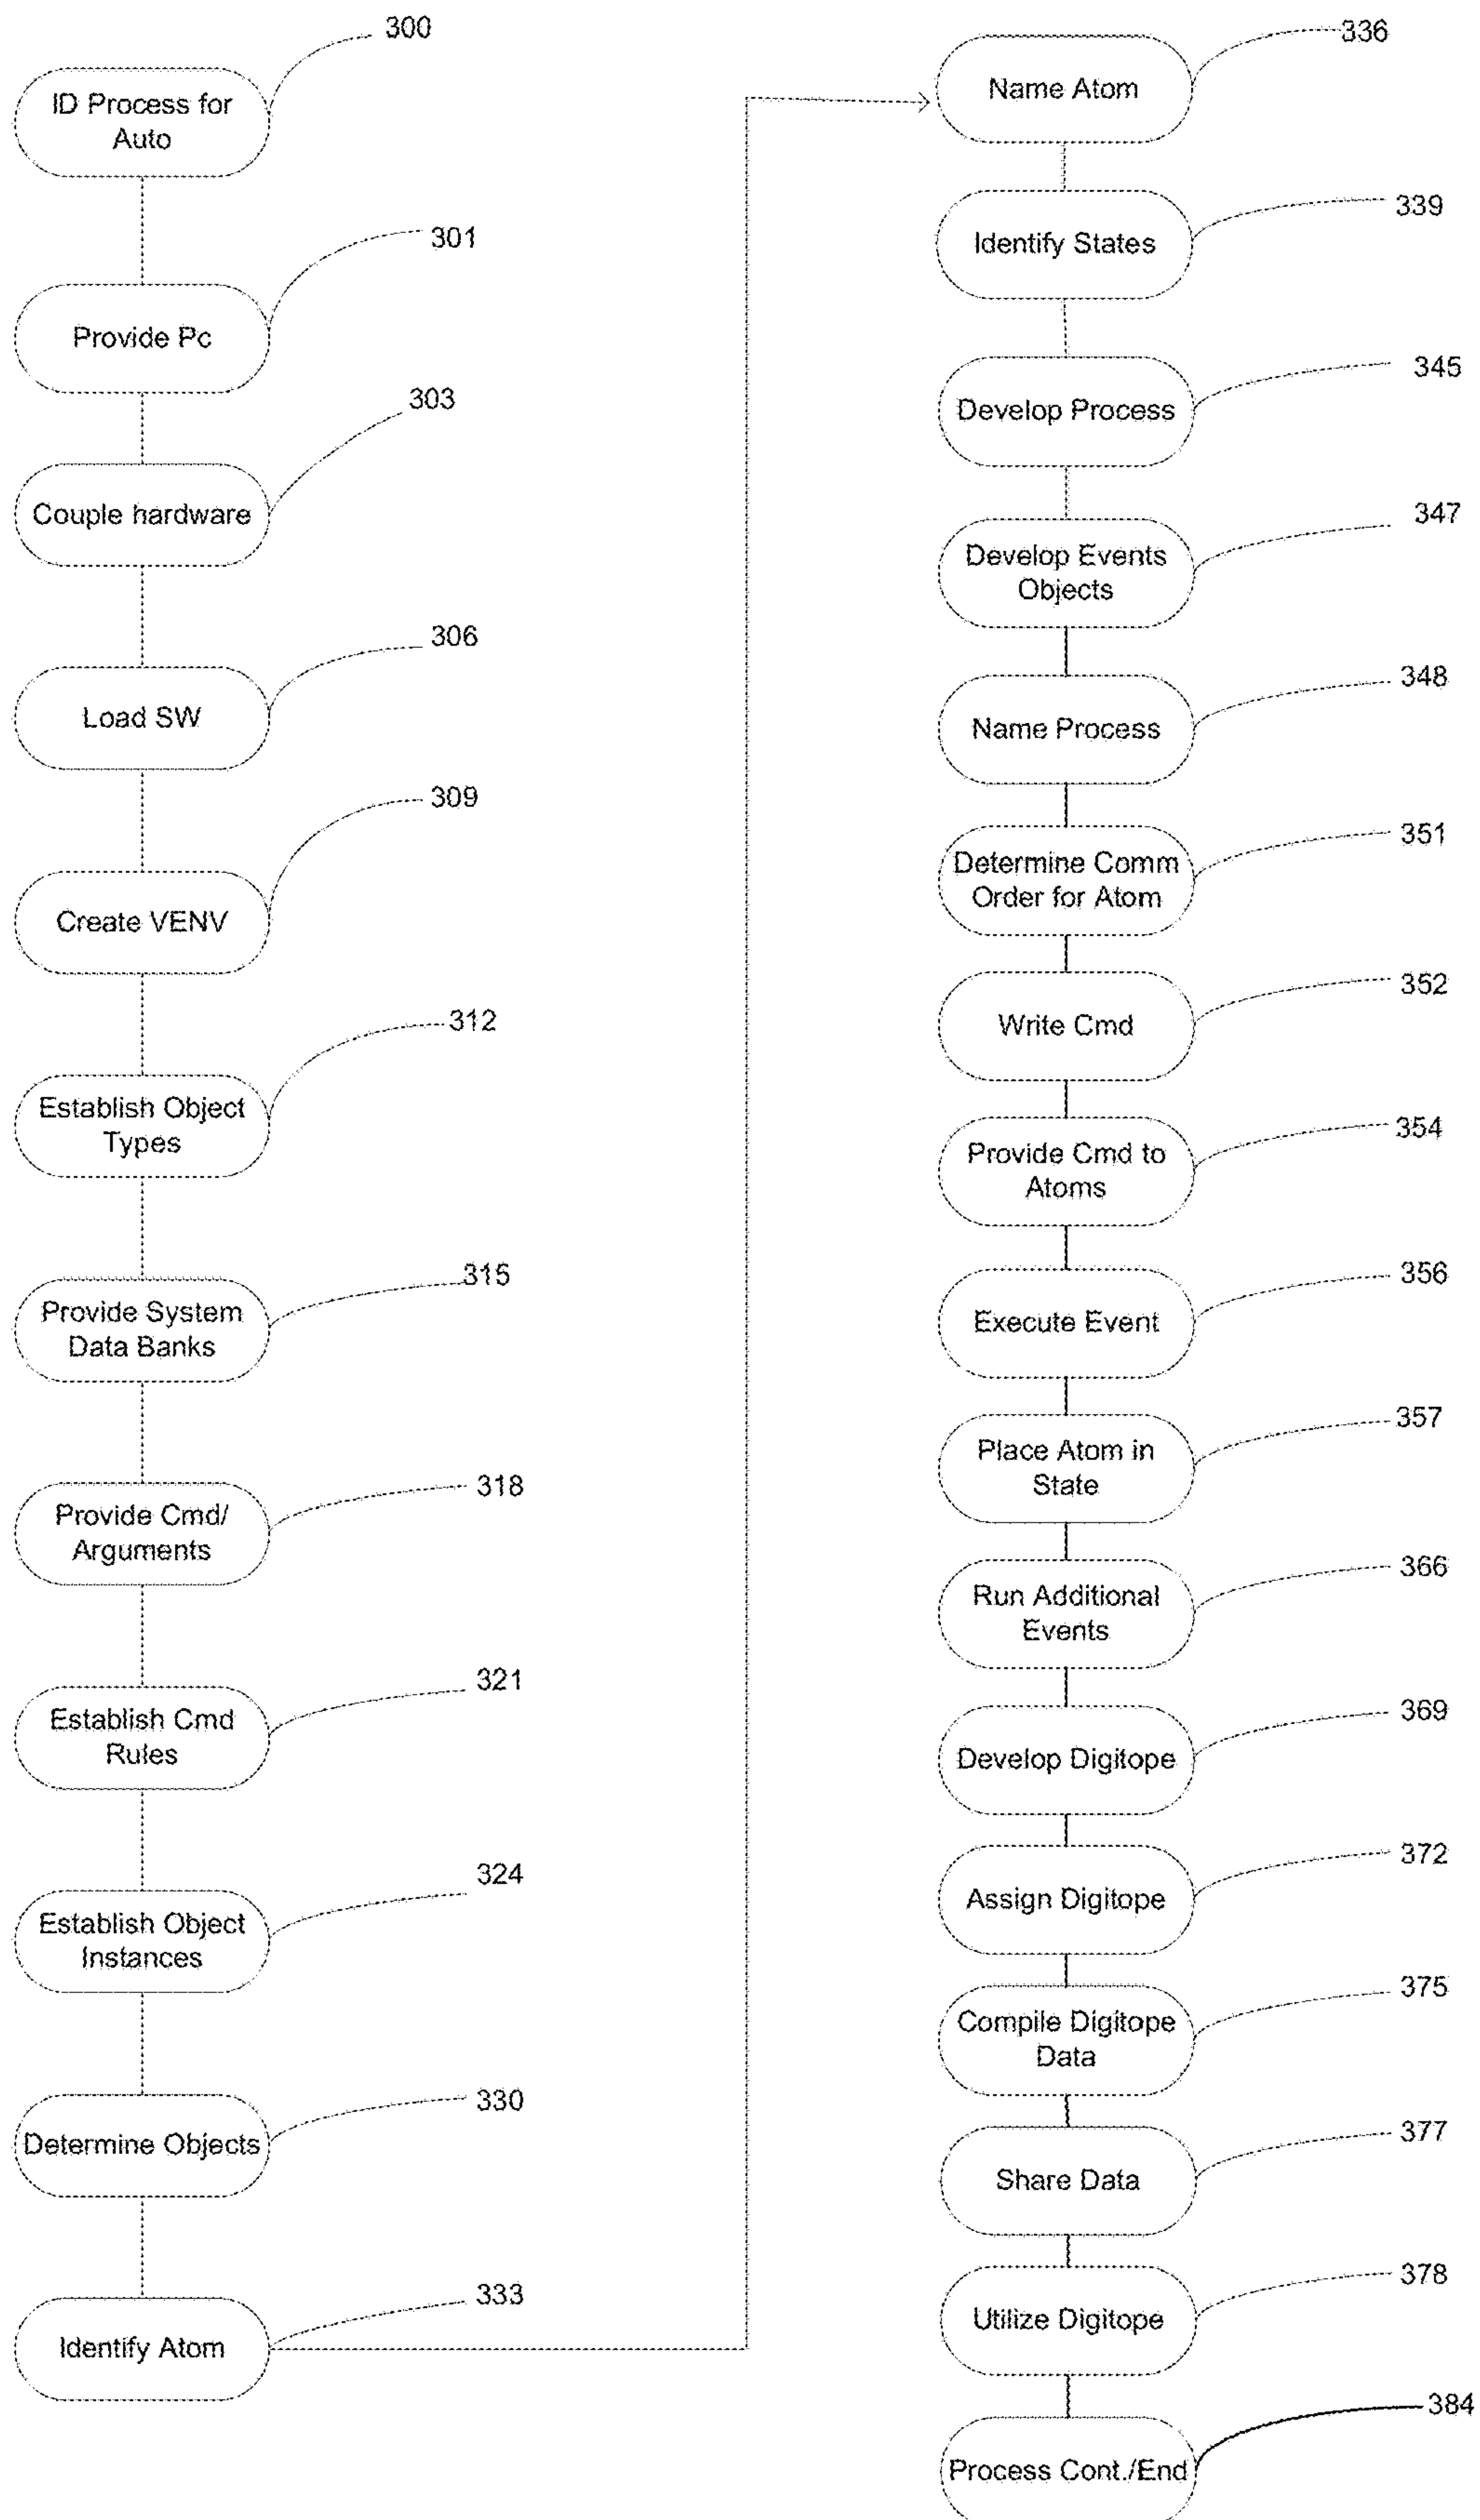 300
ID Process for
Auto
301
Provide Pc
303
Couple hardware
306
Load SW
309
Create VENV
312
Establish Object
Types
315
Provide System
Data Banks
318
Provide Cmd/
Arguments
321
Establish Cmd
Rules
324
Establish Object
Instances
330
Determine Objects
333
Identify Atom
336
Name Atom
339
Identify States
345
Develop Process
347
Develop Events
Objects
348
Name Process
351
Determine Comm
Order for Atom
352
Write Cmd
354
Provide Cmd to
Atoms
356
Execute Event
357
Place Atom in
State
366
Run Additional
Events
369
Develop Digitope
372
Assign Digitope
375
Compile Digitope
Data
377
Share Data
378
Utilize Digitope
384
Process Cont./End